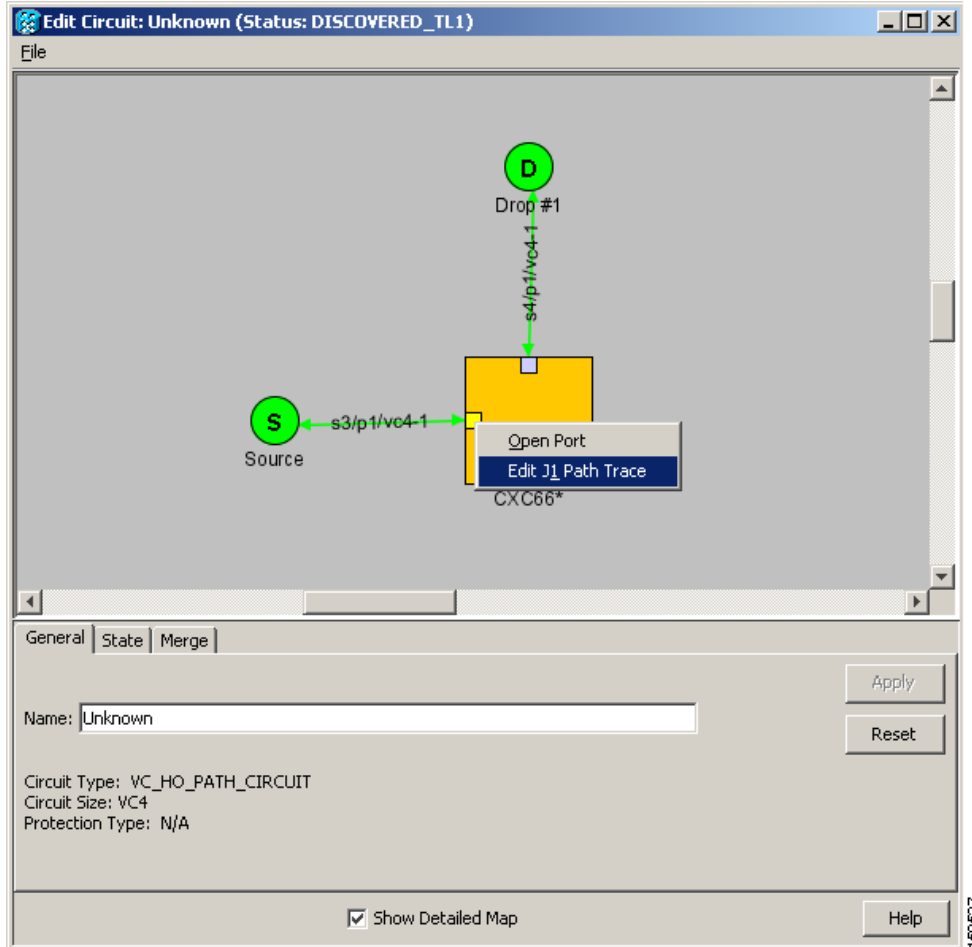 Edit Circuit: Unknown (Status: DISCOVERED_TL1)
File
D
Drop #1
s4/p1/vc4-1
S
s3/p1/vc4-1
Source
Open Port
Edit J1 Path Trace
CXC66*
General
State
Merge
Apply
Name: Unknown
Reset
Circuit Type: VC_HO_PATH_CIRCUIT
Circuit Size: VC4
Protection Type: N/A
Show Detailed Map
Help